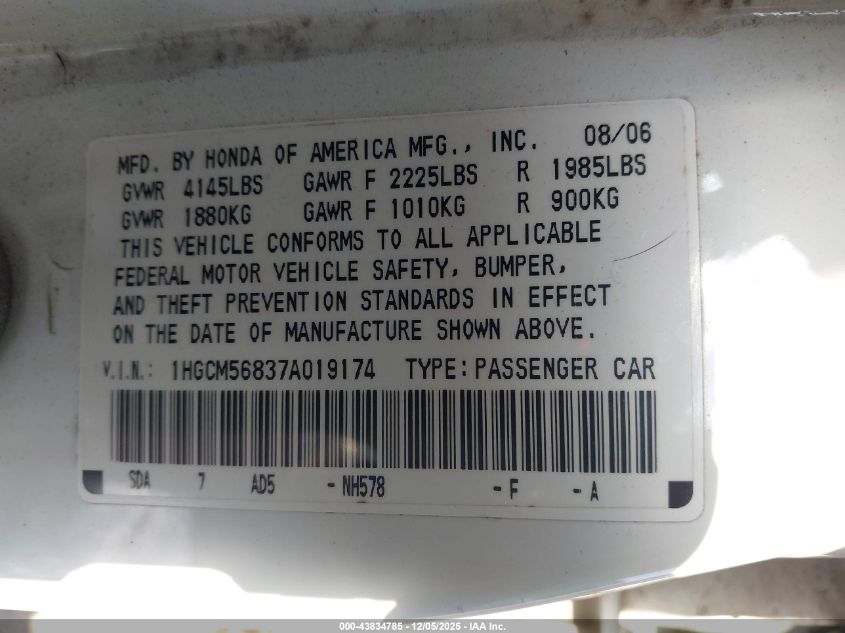 MFD. BY HONDA OF AMERICA MFG., INC. 08/06
GVWR 4145LBS GAWR F 2225LBS R 1985LBS
GVWR 1880KG GAWR F 1010KG R 900KG
THIS VEHICLE CONFORMS TO ALL APPLICABLE
FEDERAL MOTOR VEHICLE SAFETY, BUMPER,
AND THEFT PREVENTION STANDARDS IN EFFECT
ON THE DATE OF MANUFACTURE SHOWN ABOVE.
V.I.N.: 1HGCM56837A019174 TYPE:PASSENGER CAR
SDA 7 AD5 - NH578 - F - A
000-43834785 - 12/05/2025 - IAA Inc.